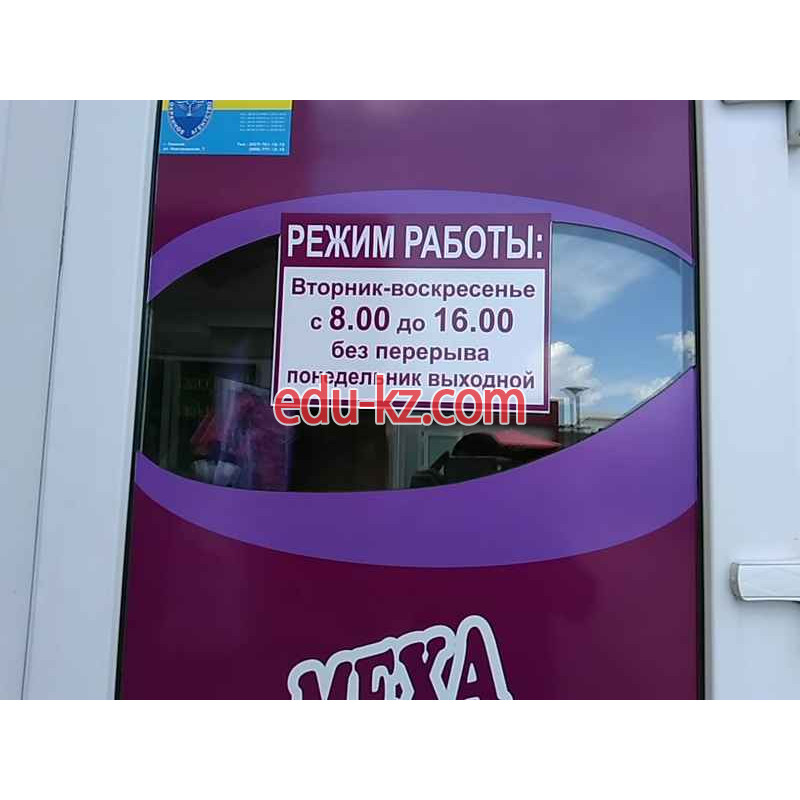 РЕЖИМ РАБОТЫ:
Вторник-воскресенье
с 8.00 до 16.00
без перерыва
понедельник выходной
edu-kz.com
МЕХА